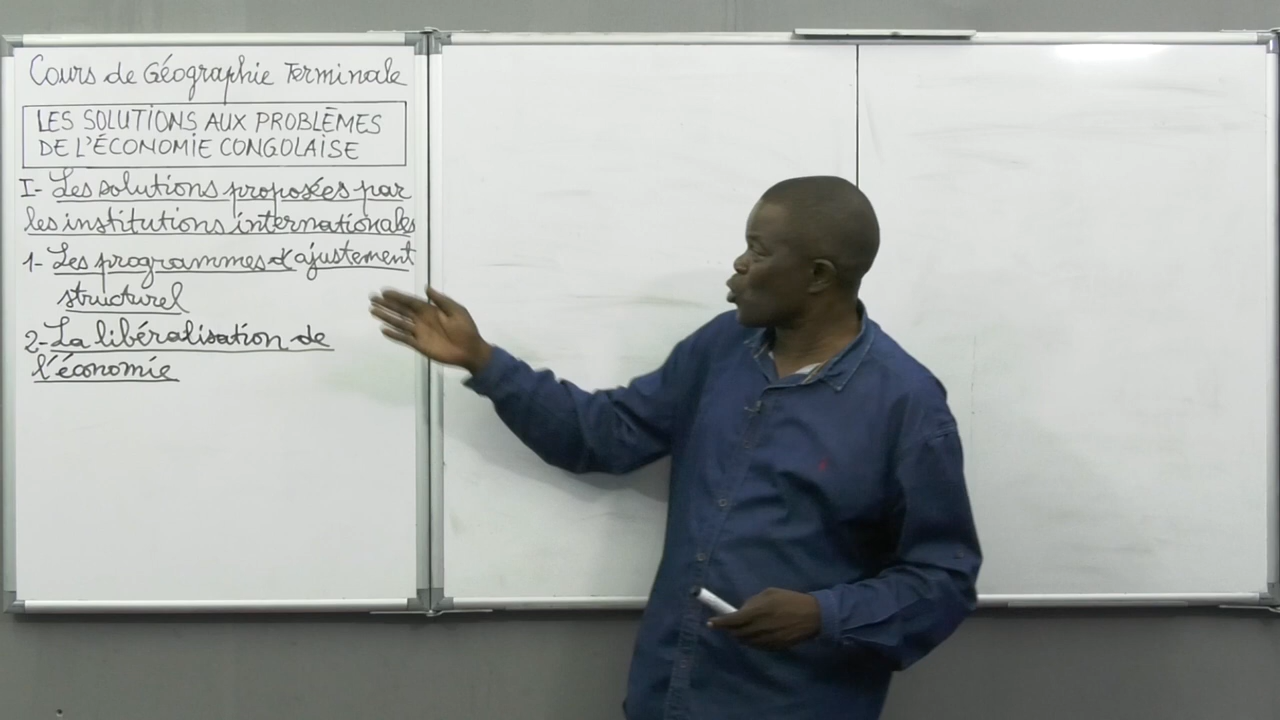 Cours de Géographie Terminale
LES SOLUTIONS AUX PROBLÈMES
DE L'ÉCONOMIE CONGOLAISE
I- Les solutions proposées par
les institutions internationales
1- Les programmes d'ajustement
structurel
2- La libéralisation de
l'économie